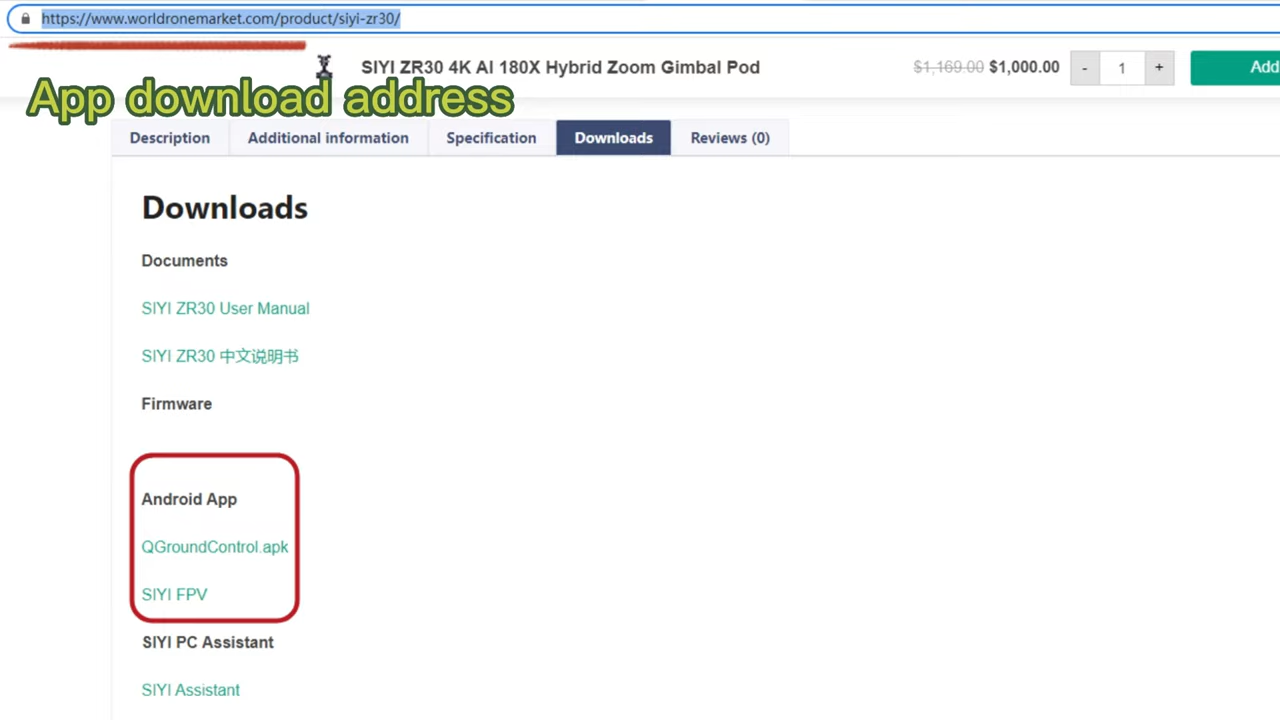 https://www.worldronemarket.com/product/siyi-zr30/
SIYI ZR30 4K AI 180X Hybrid Zoom Gimbal Pod $1,169.00 $1,000.00 - 1 + Add
App download address
Description Additional information Specification Downloads Reviews (0)
Downloads
Documents
SIYI ZR30 User Manual
SIYI ZR30 中文说明书
Firmware
Android App
QGroundControl.apk
SIYI FPV
SIYI PC Assistant
SIYI Assistant